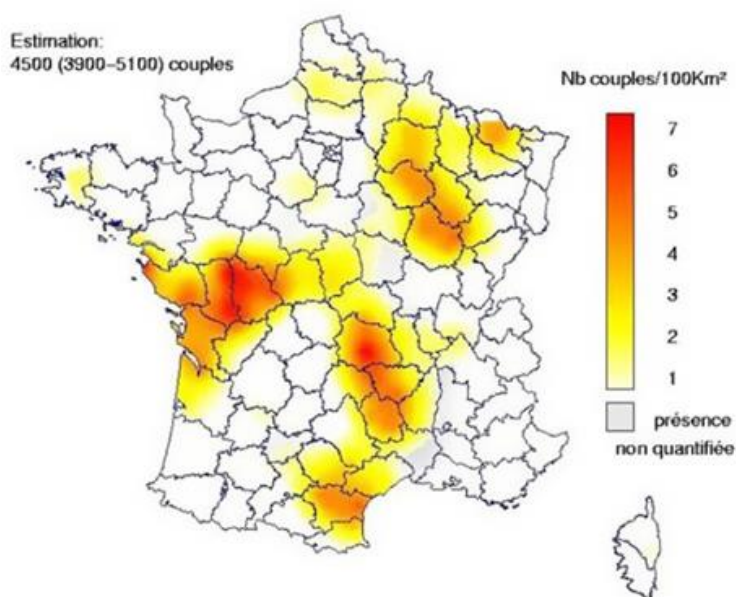 Estimation:
4500 (3900–5100) couples
Nb couples/100Km²
7
6
5
4
3
2
1
présence
non quantifiée